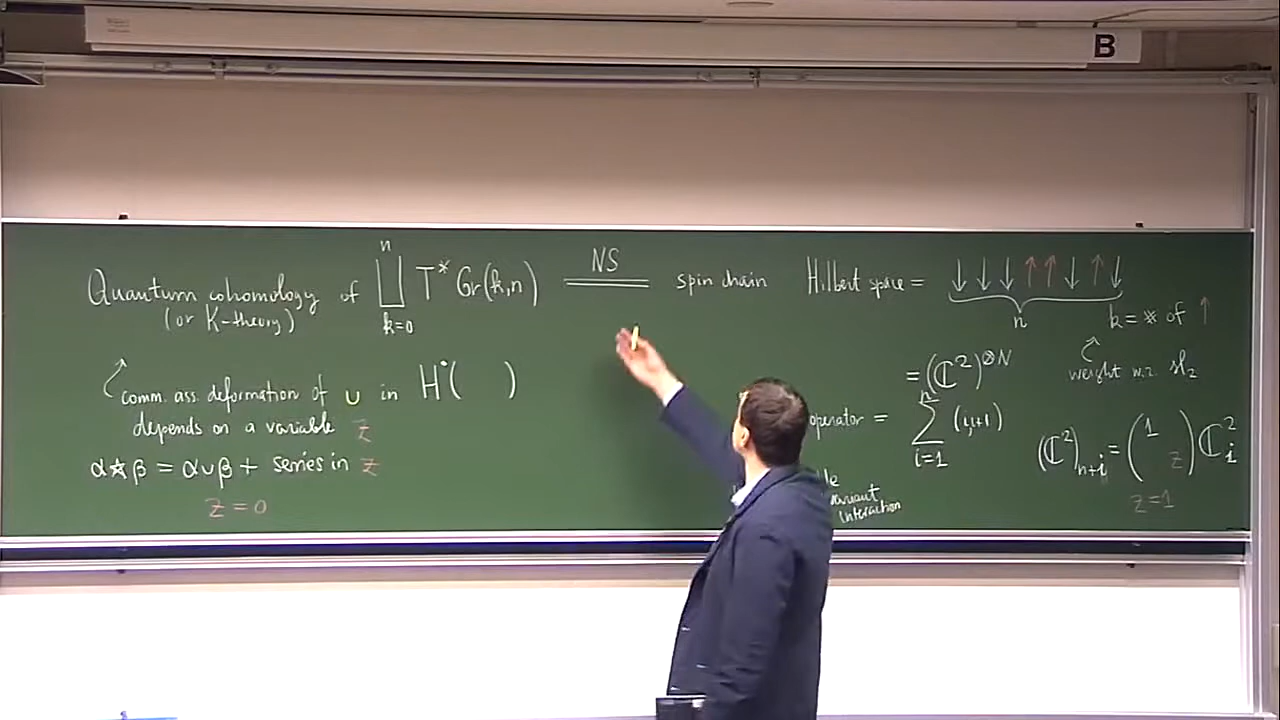 B
Quantum cohomology of ∐_{k=0}^{n} T* Gr(k,n) NS spin chain Hilbert space = ↓↓↓↑↑↓↑↓
(or K-theory)
n k = # of ↑
weight w.r. sl₂
comm. ass. deformation of ∪ in H^•( ) = (ℂ²)^{⊗N}
depends on a variable z
operator = ∑_{i=1}^{n} (i,i+1) (ℂ²)_{n+i} = (1 z) ℂ²_i
α☆β = α∪β + series in z
z = 0 z=1
interaction